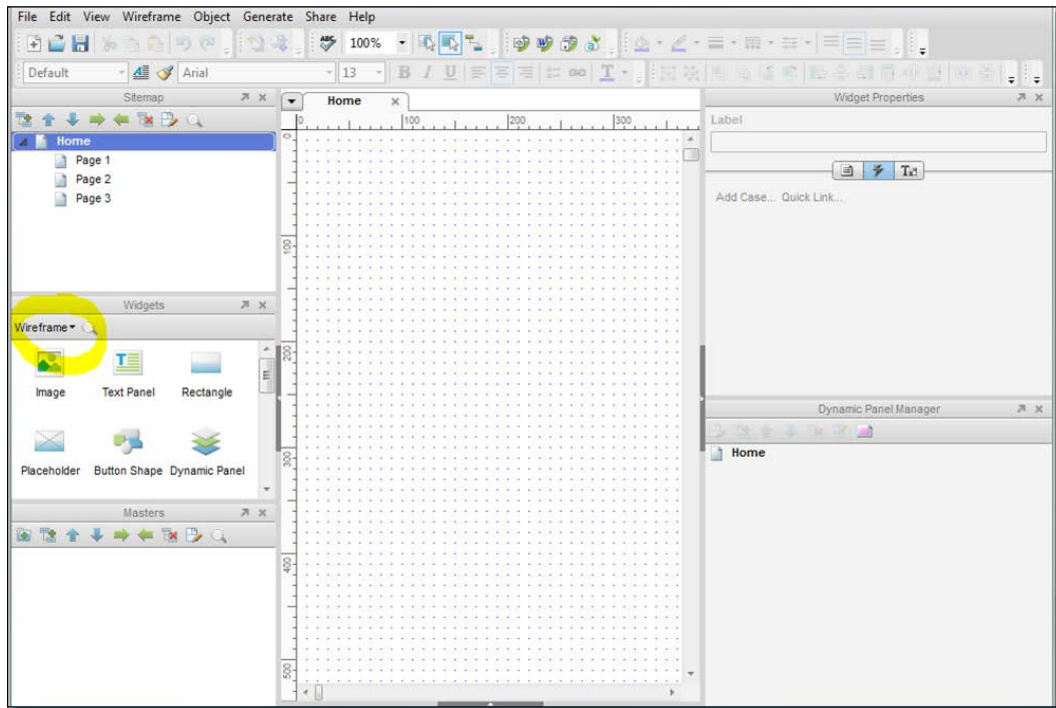 File Edit View Wireframe Object Generate Share Help
ABC 100%
Default Arial 13 B I U T
Sitemap
Home
Page 1
Page 2
Page 3
Widgets
Wireframe
Image Text Panel Rectangle
Placeholder Button Shape Dynamic Panel
Masters
Home
0 100 200 300
100
200
300
400
500
Widget Properties
Label
Add Case... Quick Link...
Dynamic Panel Manager
Home